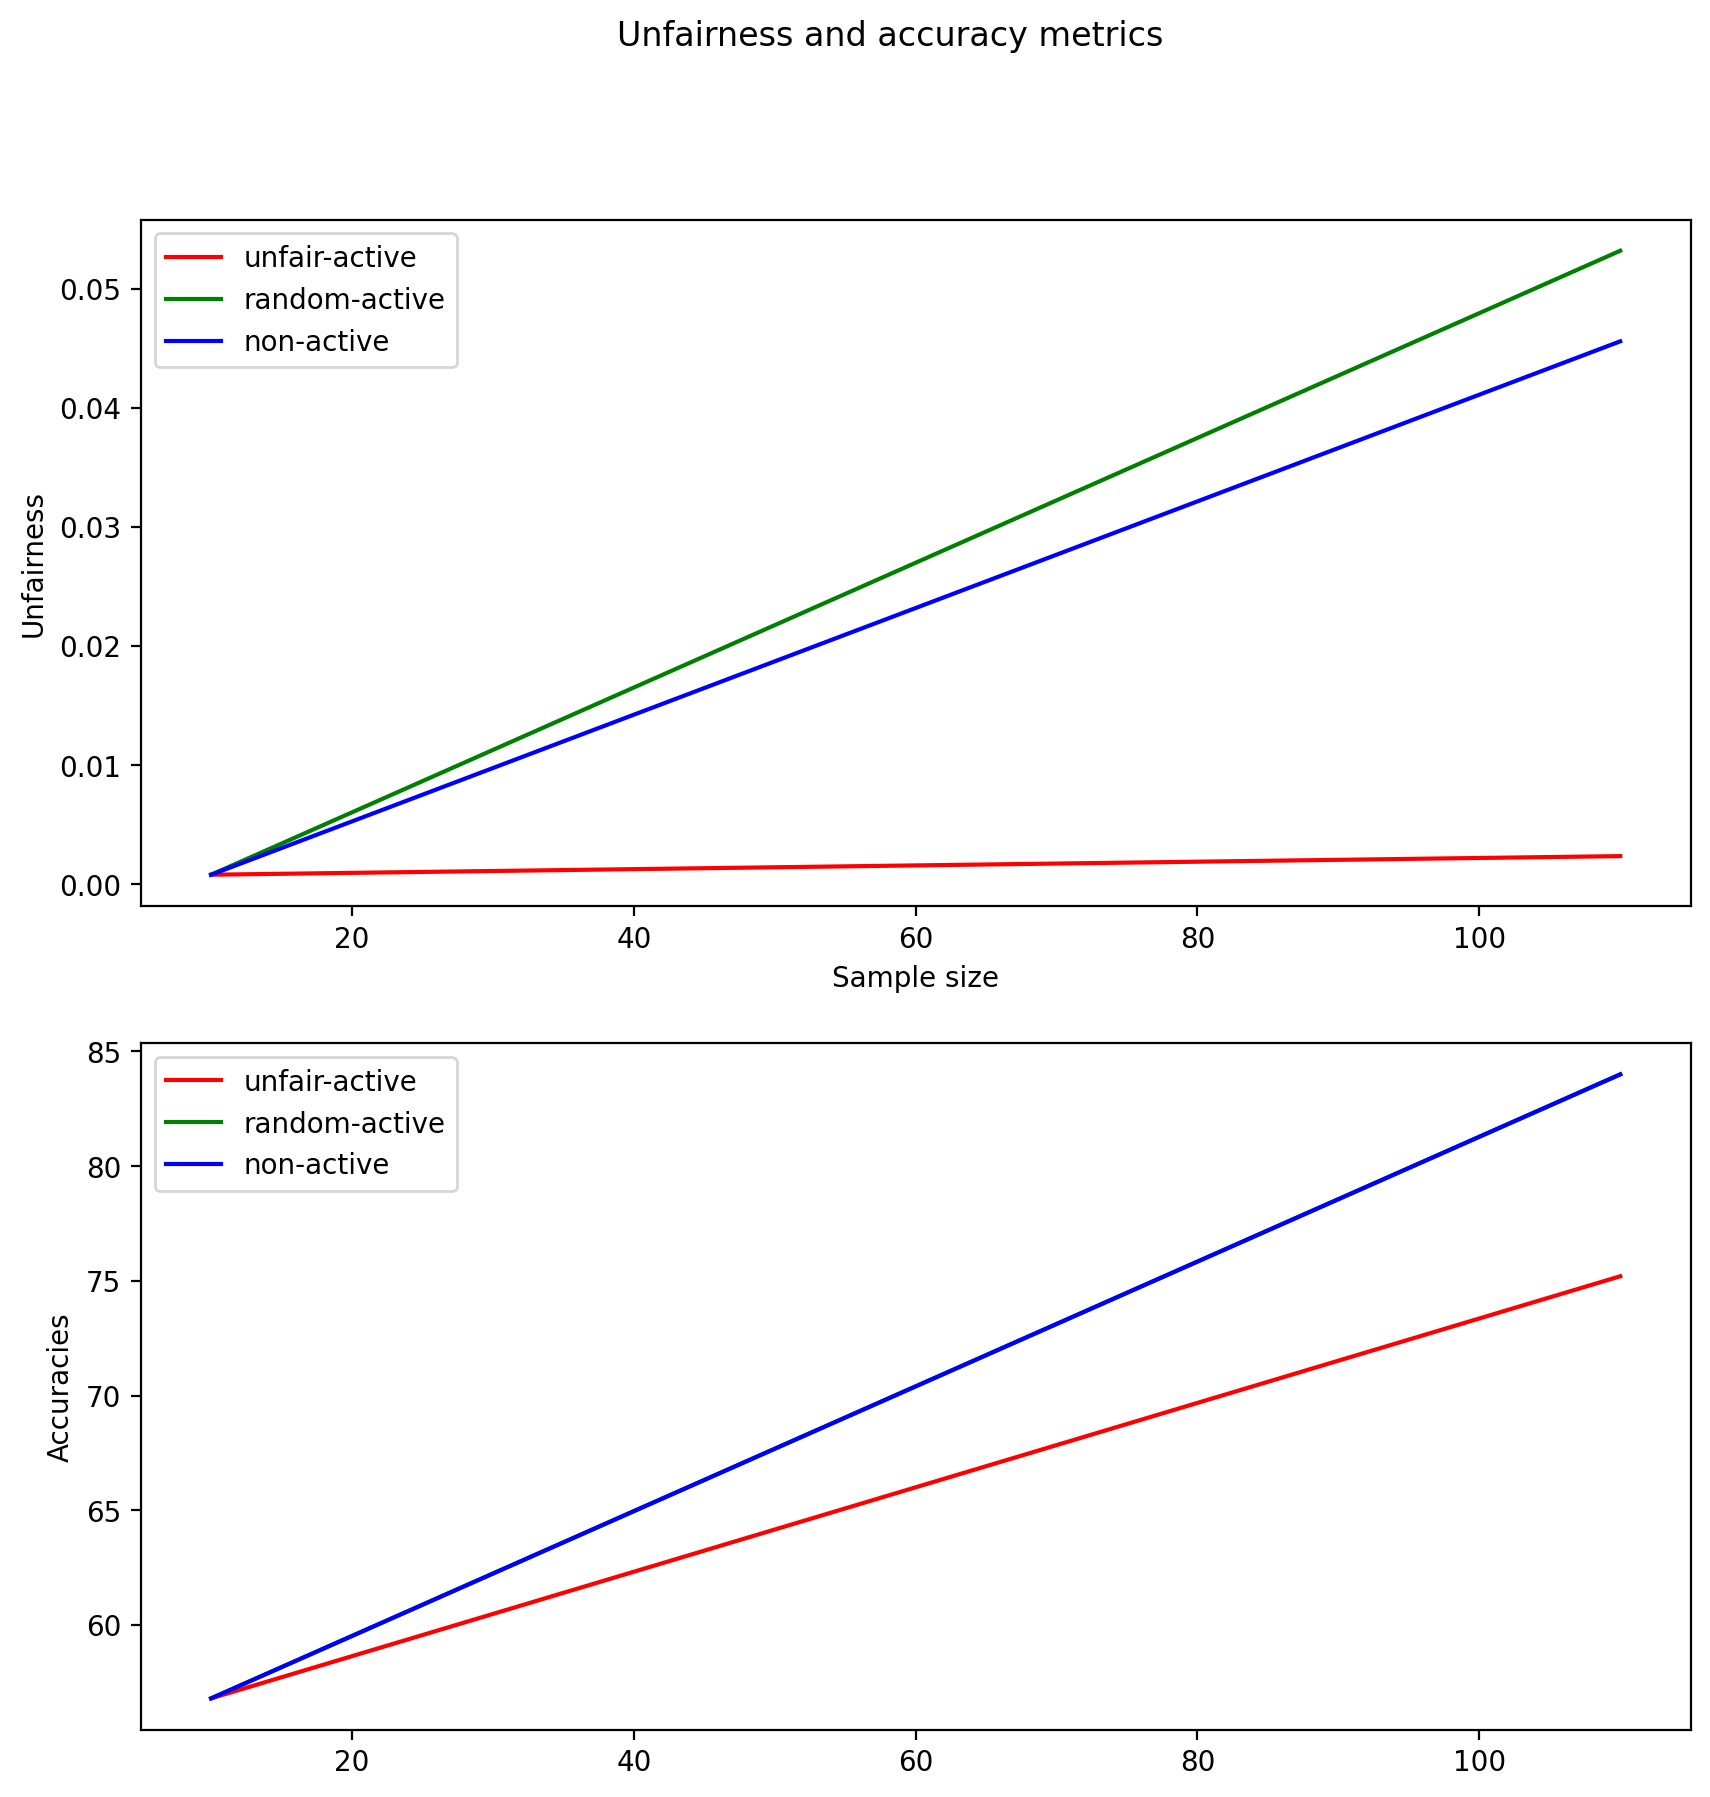 Unfairness and accuracy metrics
unfair-active
random-active
non-active
0.05
0.04
0.03
0.02
0.01
0.00
Unfairness
20 40 60 80 100
Sample size
unfair-active
random-active
non-active
85
80
75
70
65
60
Accuracies
20 40 60 80 100